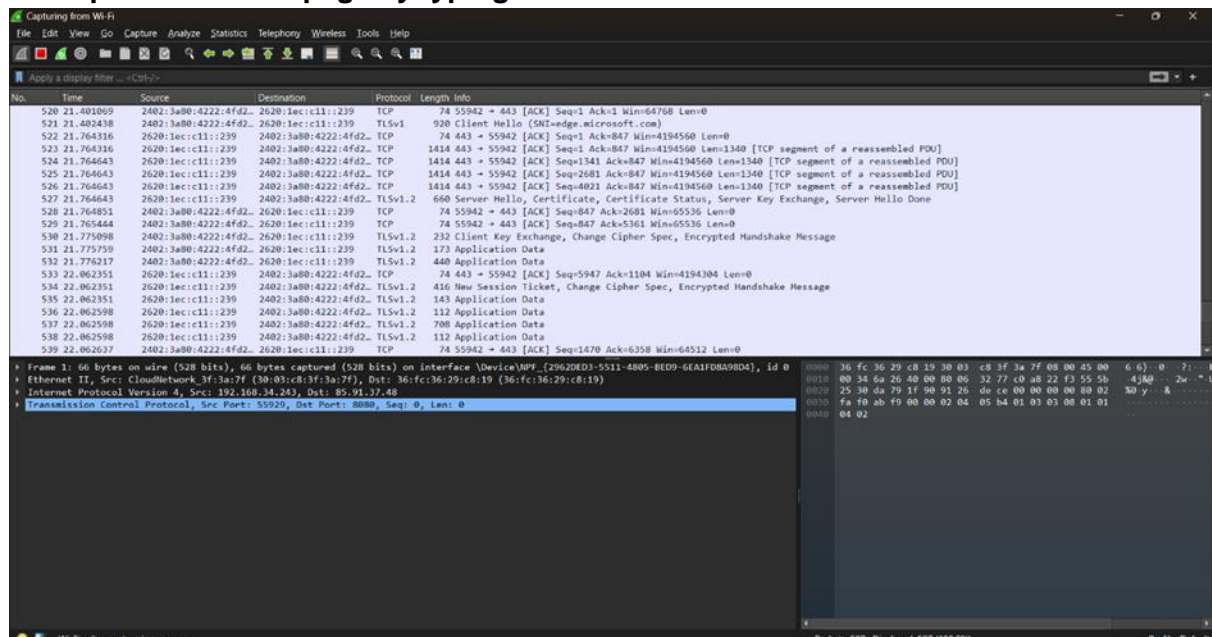 Capturing from Wi-Fi
File Edit View Go Capture Analyze Statistics Telephony Wireless Tools Help
Apply a display filter ... <Ctrl-/>
No. Time Source Destination Protocol Length Info
520 21.401069 2402:3a80:4222:4fd2… 2620:1ec:c11::239 TCP 74 55942 → 443 [ACK] Seq=1 Ack=1 Win=64768 Len=0
521 21.402438 2402:3a80:4222:4fd2… 2620:1ec:c11::239 TLSv1 920 Client Hello (SNI=edge.microsoft.com)
522 21.764316 2620:1ec:c11::239 2402:3a80:4222:4fd2… TCP 74 443 → 55942 [ACK] Seq=1 Ack=847 Win=4194560 Len=0
523 21.764316 2620:1ec:c11::239 2402:3a80:4222:4fd2… TCP 1414 443 → 55942 [ACK] Seq=1 Ack=847 Win=4194560 Len=1340 [TCP segment of a reassembled PDU]
524 21.764643 2620:1ec:c11::239 2402:3a80:4222:4fd2… TCP 1414 443 → 55942 [ACK] Seq=1341 Ack=847 Win=4194560 Len=1340 [TCP segment of a reassembled PDU]
525 21.764643 2620:1ec:c11::239 2402:3a80:4222:4fd2… TCP 1414 443 → 55942 [ACK] Seq=2681 Ack=847 Win=4194560 Len=1340 [TCP segment of a reassembled PDU]
526 21.764643 2620:1ec:c11::239 2402:3a80:4222:4fd2… TCP 1414 443 → 55942 [ACK] Seq=4021 Ack=847 Win=4194560 Len=1340 [TCP segment of a reassembled PDU]
527 21.764643 2620:1ec:c11::239 2402:3a80:4222:4fd2… TLSv1.2 660 Server Hello, Certificate, Certificate Status, Server Key Exchange, Server Hello Done
528 21.764851 2402:3a80:4222:4fd2… 2620:1ec:c11::239 TCP 74 55942 → 443 [ACK] Seq=847 Ack=2681 Win=65536 Len=0
529 21.765444 2402:3a80:4222:4fd2… 2620:1ec:c11::239 TCP 74 55942 → 443 [ACK] Seq=847 Ack=5361 Win=65536 Len=0
530 21.775098 2402:3a80:4222:4fd2… 2620:1ec:c11::239 TLSv1.2 232 Client Key Exchange, Change Cipher Spec, Encrypted Handshake Message
531 21.775759 2402:3a80:4222:4fd2… 2620:1ec:c11::239 TLSv1.2 173 Application Data
532 21.776217 2402:3a80:4222:4fd2… 2620:1ec:c11::239 TLSv1.2 440 Application Data
533 22.062351 2620:1ec:c11::239 2402:3a80:4222:4fd2… TCP 74 443 → 55942 [ACK] Seq=5947 Ack=1104 Win=4194304 Len=0
534 22.062351 2620:1ec:c11::239 2402:3a80:4222:4fd2… TLSv1.2 416 New Session Ticket, Change Cipher Spec, Encrypted Handshake Message
535 22.062351 2620:1ec:c11::239 2402:3a80:4222:4fd2… TLSv1.2 143 Application Data
536 22.062598 2620:1ec:c11::239 2402:3a80:4222:4fd2… TLSv1.2 112 Application Data
537 22.062598 2620:1ec:c11::239 2402:3a80:4222:4fd2… TLSv1.2 708 Application Data
538 22.062598 2620:1ec:c11::239 2402:3a80:4222:4fd2… TLSv1.2 112 Application Data
539 22.062637 2402:3a80:4222:4fd2… 2620:1ec:c11::239 TCP 74 55942 → 443 [ACK] Seq=1470 Ack=6358 Win=64512 Len=0
Frame 1: 66 bytes on wire (528 bits), 66 bytes captured (528 bits) on interface \Device\NPF_{2962DED3-5511-4805-BED9-6EA1FD8A98D4}, id 0
Ethernet II, Src: CloudNetwork_3f:3a:7f (30:03:c8:3f:3a:7f), Dst: 36:fc:36:29:c8:19 (36:fc:36:29:c8:19)
Internet Protocol Version 4, Src: 192.168.34.243, Dst: 85.91.37.48
Transmission Control Protocol, Src Port: 55929, Dst Port: 8080, Seq: 0, Len: 0
0000 36 fc 36 29 c8 19 30 03 c8 3f 3a 7f 08 00 45 00
0010 00 34 6a 26 40 00 80 06 32 77 c0 a8 22 f3 55 5b
0020 25 30 da 79 1f 90 91 26 de ce 00 00 00 00 80 02
0030 fa f0 ab f9 00 00 02 04 05 b4 01 03 03 08 01 01
0040 04 02